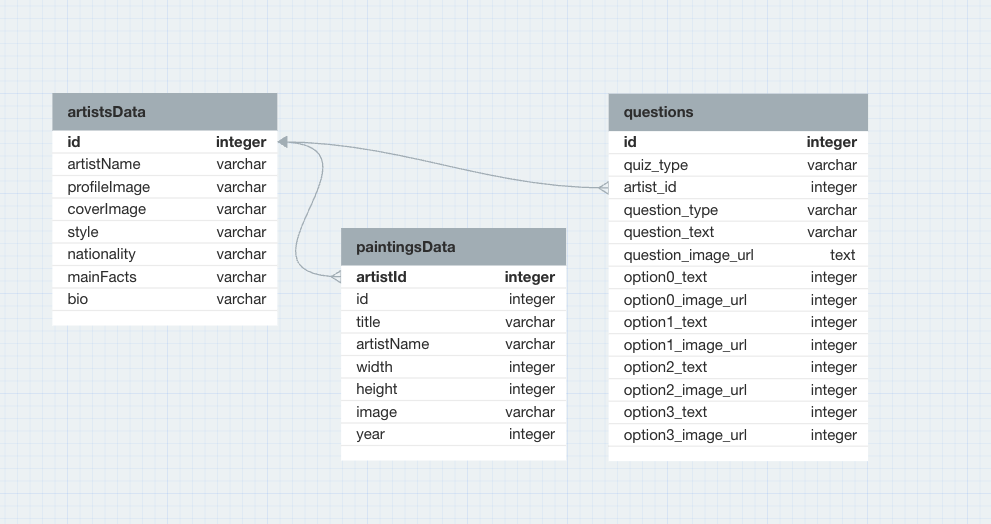 artistsData
id integer
artistName varchar
profileImage varchar
coverImage varchar
style varchar
nationality varchar
mainFacts varchar
bio varchar
paintingsData
artistId integer
id integer
title varchar
artistName varchar
width integer
height integer
image varchar
year integer
questions
id integer
quiz_type varchar
artist_id integer
question_type varchar
question_text varchar
question_image_url text
option0_text integer
option0_image_url integer
option1_text integer
option1_image_url integer
option2_text integer
option2_image_url integer
option3_text integer
option3_image_url integer